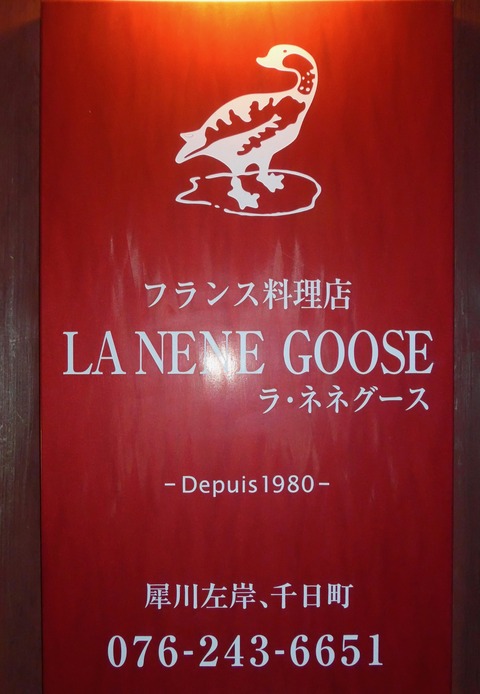 フランス料理店
LA NENE GOOSE
ラ・ネネグース
-Depuis1980-
犀川左岸、千日町
076-243-6651